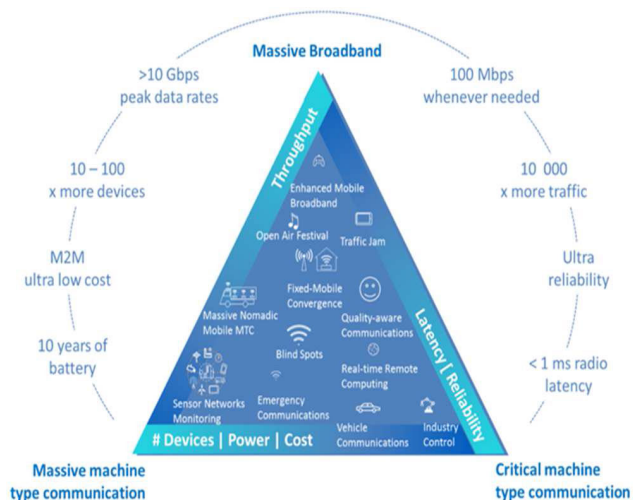 Massive Broadband
>10 Gbps
peak data rates
100 Mbps
whenever needed
10 – 100
x more devices
10 000
x more traffic
M2M
ultra low cost
Ultra
reliability
10 years of
battery
< 1 ms radio
latency
Throughput
Enhanced Mobile
Broadband
Open Air Festival
Traffic Jam
Fixed-Mobile
Convergence
Massive Nomadic
Mobile MTC
Quality-aware
Communications
Blind Spots
Real-time Remote
Computing
Sensor Networks
Monitoring
Emergency
Communications
Vehicle
Communications
Industry
Control
Latency | Reliability
# Devices | Power | Cost
Massive machine
type communication
Critical machine
type communication